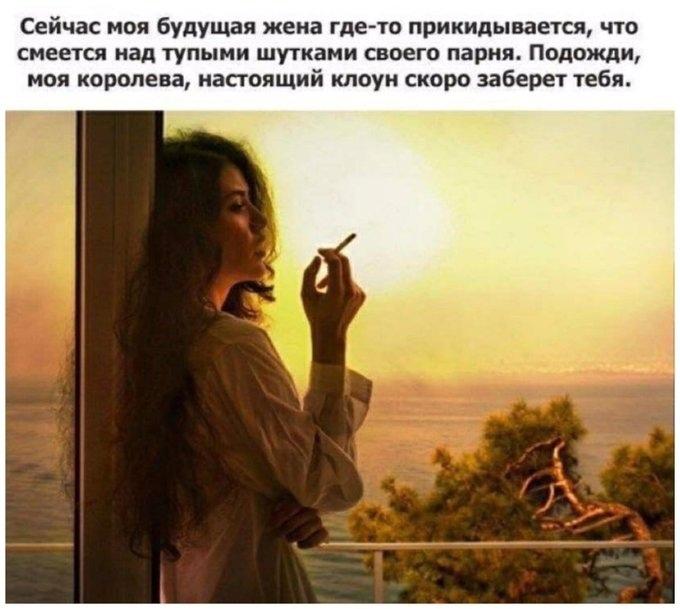 Сейчас моя будущая жена где-то прикидывается, что
смеется над тупыми шутками своего парня. Подожди,
моя королева, настоящий клоун скоро заберет тебя.